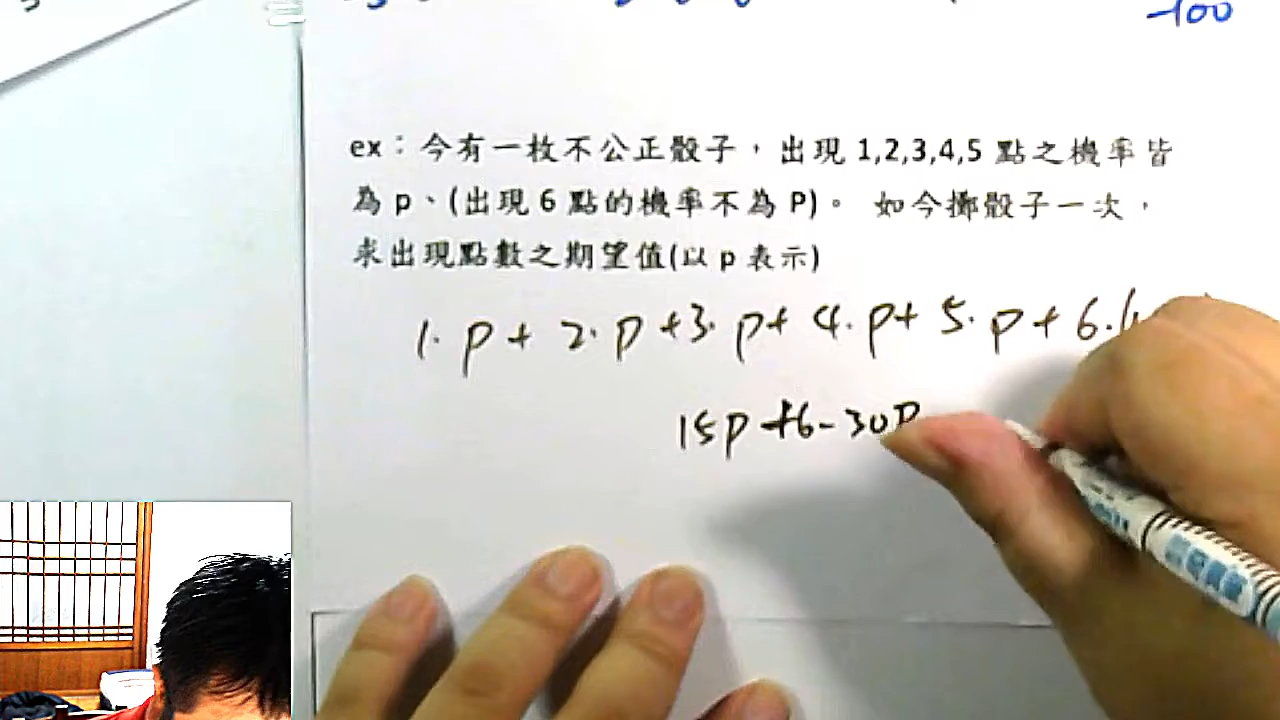 -100
ex：今有一枚不公正骰子，出現 1,2,3,4,5 點之機率皆
為 p、(出現 6 點的機率不為 P)。 如今擲骰子一次，
求出現點數之期望值(以 p 表示)
1·p + 2·p +3·p+ 4·p+ 5·p + 6·(
15p +6-30P